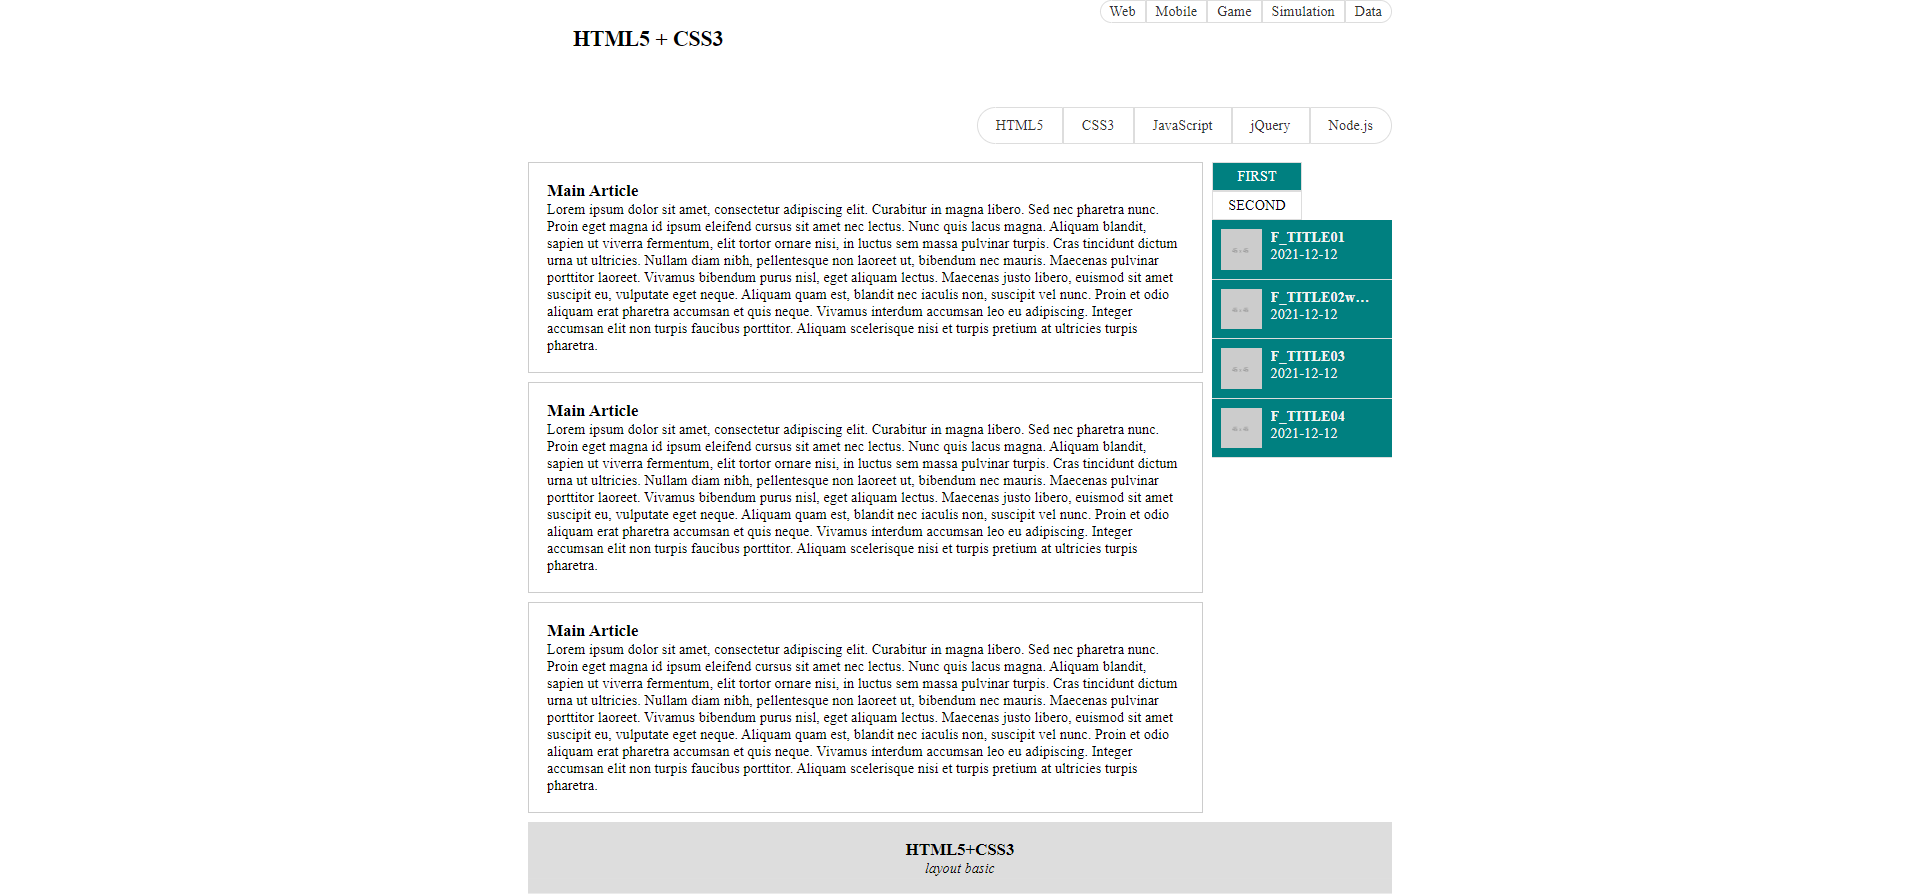 Web Mobile Game Simulation Data
HTML5 + CSS3
HTML5 CSS3 JavaScript jQuery Node.js
Main Article
Lorem ipsum dolor sit amet, consectetur adipiscing elit. Curabitur in magna libero. Sed nec pharetra nunc.
Proin eget magna id ipsum eleifend cursus sit amet nec lectus. Nunc quis lacus magna. Aliquam blandit,
sapien ut viverra fermentum, elit tortor ornare nisi, in luctus sem massa pulvinar turpis. Cras tincidunt dictum
urna ut ultricies. Nullam diam nibh, pellentesque non laoreet ut, bibendum nec mauris. Maecenas pulvinar
porttitor laoreet. Vivamus bibendum purus nisl, eget aliquam lectus. Maecenas justo libero, euismod sit amet
suscipit eu, vulputate eget neque. Aliquam quam est, blandit nec iaculis non, suscipit vel nunc. Proin et odio
aliquam erat pharetra accumsan et quis neque. Vivamus interdum accumsan leo eu adipiscing. Integer
accumsan elit non turpis faucibus porttitor. Aliquam scelerisque nisi et turpis pretium at ultricies turpis
pharetra.
Main Article
Lorem ipsum dolor sit amet, consectetur adipiscing elit. Curabitur in magna libero. Sed nec pharetra nunc.
Proin eget magna id ipsum eleifend cursus sit amet nec lectus. Nunc quis lacus magna. Aliquam blandit,
sapien ut viverra fermentum, elit tortor ornare nisi, in luctus sem massa pulvinar turpis. Cras tincidunt dictum
urna ut ultricies. Nullam diam nibh, pellentesque non laoreet ut, bibendum nec mauris. Maecenas pulvinar
porttitor laoreet. Vivamus bibendum purus nisl, eget aliquam lectus. Maecenas justo libero, euismod sit amet
suscipit eu, vulputate eget neque. Aliquam quam est, blandit nec iaculis non, suscipit vel nunc. Proin et odio
aliquam erat pharetra accumsan et quis neque. Vivamus interdum accumsan leo eu adipiscing. Integer
accumsan elit non turpis faucibus porttitor. Aliquam scelerisque nisi et turpis pretium at ultricies turpis
pharetra.
Main Article
Lorem ipsum dolor sit amet, consectetur adipiscing elit. Curabitur in magna libero. Sed nec pharetra nunc.
Proin eget magna id ipsum eleifend cursus sit amet nec lectus. Nunc quis lacus magna. Aliquam blandit,
sapien ut viverra fermentum, elit tortor ornare nisi, in luctus sem massa pulvinar turpis. Cras tincidunt dictum
urna ut ultricies. Nullam diam nibh, pellentesque non laoreet ut, bibendum nec mauris. Maecenas pulvinar
porttitor laoreet. Vivamus bibendum purus nisl, eget aliquam lectus. Maecenas justo libero, euismod sit amet
suscipit eu, vulputate eget neque. Aliquam quam est, blandit nec iaculis non, suscipit vel nunc. Proin et odio
aliquam erat pharetra accumsan et quis neque. Vivamus interdum accumsan leo eu adipiscing. Integer
accumsan elit non turpis faucibus porttitor. Aliquam scelerisque nisi et turpis pretium at ultricies turpis
pharetra.
FIRST
SECOND
F_TITLE01
2021-12-12
F_TITLE02w…
2021-12-12
F_TITLE03
2021-12-12
F_TITLE04
2021-12-12
HTML5+CSS3
layout basic